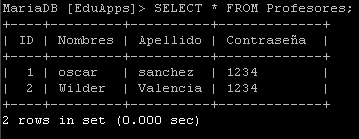 MariaDB [EduApps]> SELECT * FROM Profesores;
+----+---------+----------+------------+
| ID | Nombres | Apellido | Contraseña |
+----+---------+----------+------------+
| 1 | oscar | sanchez | 1234 |
| 2 | Wilder | Valencia | 1234 |
+----+---------+----------+------------+
2 rows in set (0.000 sec)